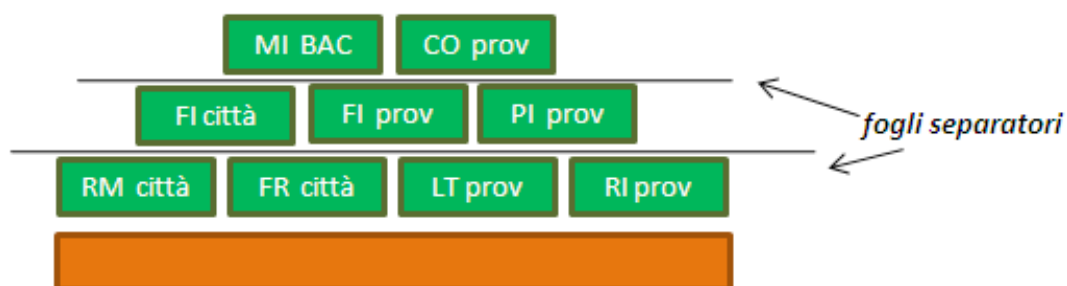 MI BAC CO prov
FI città FI prov PI prov
fogli separatori
RM città FR città LT prov RI prov